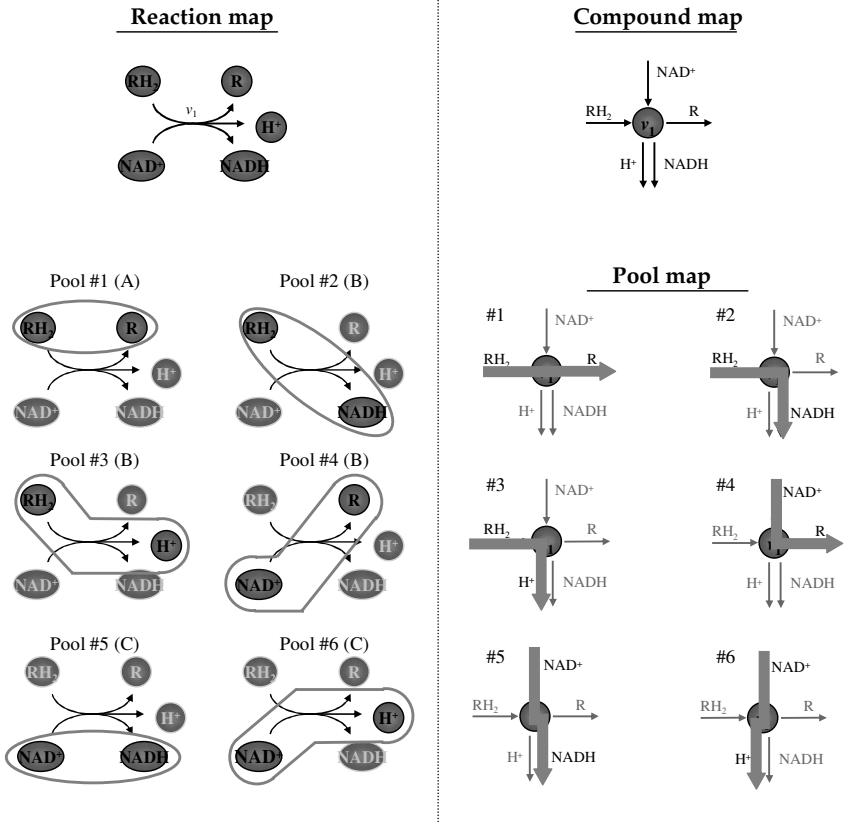 Reaction map
RH₂
R
v₁
H⁺
NAD⁺
NADH
Compound map
NAD⁺
RH₂
v₁
R
H⁺
NADH
Pool #1 (A)
RH₂
R
H⁺
NAD⁺
NADH
Pool #2 (B)
RH₂
R
H⁺
NAD⁺
NADH
Pool #3 (B)
RH₂
R
H⁺
NAD⁺
NADH
Pool #4 (B)
RH₂
R
H⁺
NAD⁺
NADH
Pool #5 (C)
RH₂
R
H⁺
NAD⁺
NADH
Pool #6 (C)
RH₂
R
H⁺
NAD⁺
NADH
Pool map
#1
NAD⁺
RH₂
v₁
R
H⁺
NADH
#2
NAD⁺
RH₂
R
H⁺
NADH
#3
NAD⁺
RH₂
1
R
H⁺
NADH
#4
NAD⁺
RH₂
v₁
R
H⁺
NADH
#5
NAD⁺
RH₂
R
H⁺
NADH
#6
NAD⁺
RH₂
R
H⁺
NADH